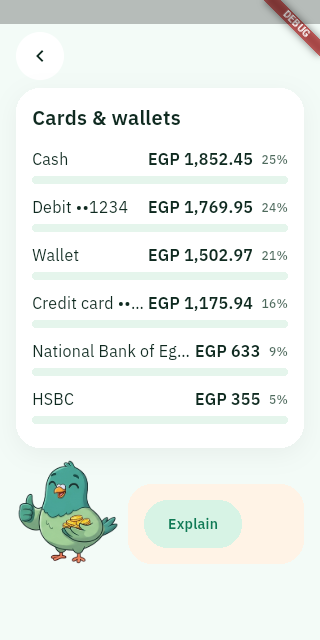 DEBUG
Cards & wallets
Cash EGP 1,852.45 25%
Debit ••1234 EGP 1,769.95 24%
Wallet EGP 1,502.97 21%
Credit card ••... EGP 1,175.94 16%
National Bank of Eg... EGP 633 9%
HSBC EGP 355 5%
Explain